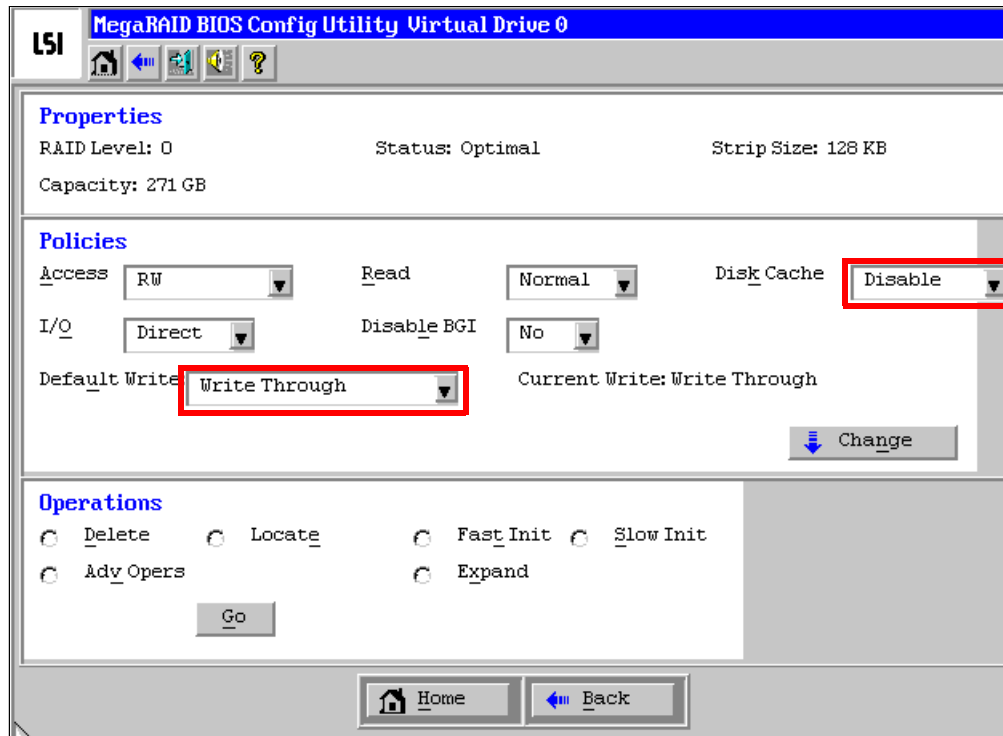 LSI
MegaRAID BIOS Config Utility Virtual Drive 0
?
Properties
RAID Level: 0 Status: Optimal Strip Size: 128 KB
Capacity: 271 GB
Policies
Access RW Read Normal Disk Cache Disable
I/O Direct Disable BGI No
Default Write: Write Through Current Write: Write Through
Change
Operations
Delete Locate Fast Init Slow Init
Adv Opers Expand
Go
Home Back